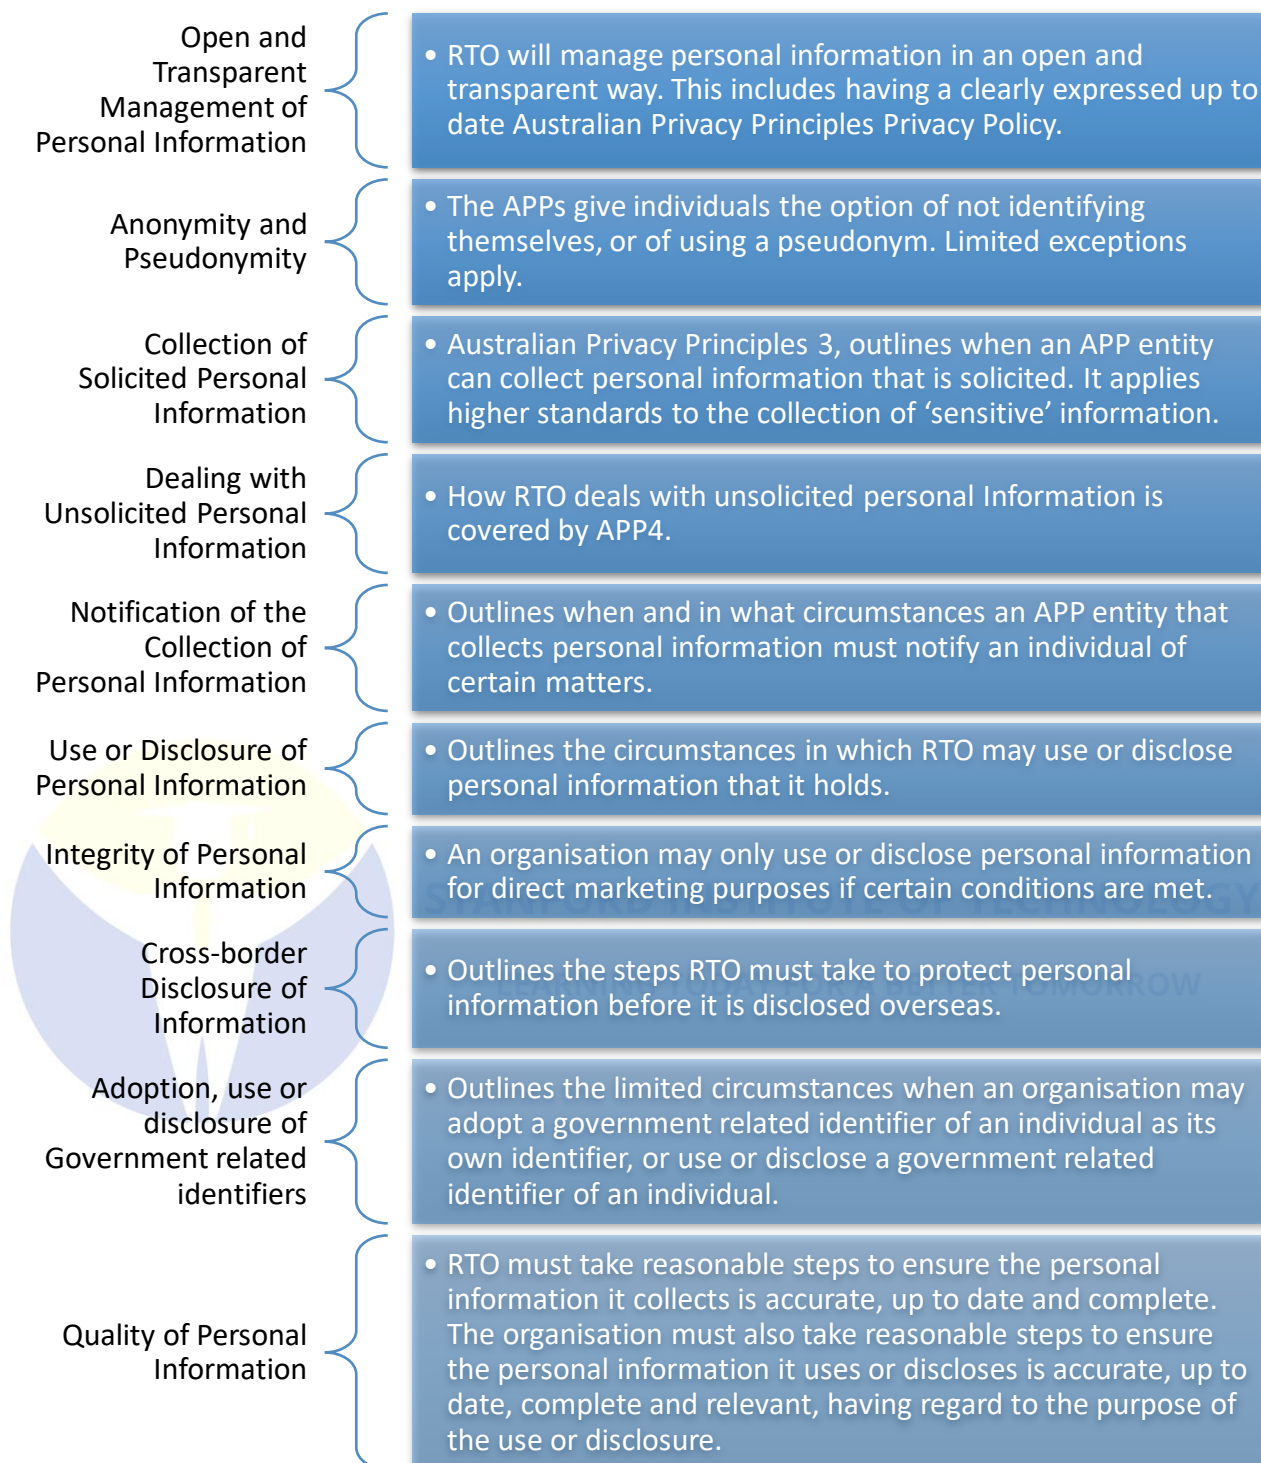 Open and
Transparent
Management of
Personal Information
• RTO will manage personal information in an open and
transparent way. This includes having a clearly expressed up to
date Australian Privacy Principles Privacy Policy.
Anonymity and
Pseudonymity
• The APPs give individuals the option of not identifying
themselves, or of using a pseudonym. Limited exceptions
apply.
Collection of
Solicited Personal
Information
• Australian Privacy Principles 3, outlines when an APP entity
can collect personal information that is solicited. It applies
higher standards to the collection of ‘sensitive’ information.
Dealing with
Unsolicited Personal
Information
• How RTO deals with unsolicited personal Information is
covered by APP4.
Notification of the
Collection of
Personal Information
• Outlines when and in what circumstances an APP entity that
collects personal information must notify an individual of
certain matters.
Use or Disclosure of
Personal Information
• Outlines the circumstances in which RTO may use or disclose
personal information that it holds.
Integrity of Personal
Information
• An organisation may only use or disclose personal information
for direct marketing purposes if certain conditions are met.
STANFORD INSTITUTE OF TECHNOLOGY
Cross-border
Disclosure of
Information
• Outlines the steps RTO must take to protect personal
information before it is disclosed overseas.
LEARNING TODAY FOR A BETTER TOMORROW
Adoption, use or
disclosure of
Government related
identifiers
• Outlines the limited circumstances when an organisation may
adopt a government related identifier of an individual as its
own identifier, or use or disclose a government related
identifier of an individual.
Quality of Personal
Information
• RTO must take reasonable steps to ensure the personal
information it collects is accurate, up to date and complete.
The organisation must also take reasonable steps to ensure
the personal information it uses or discloses is accurate, up to
date, complete and relevant, having regard to the purpose of
the use or disclosure.